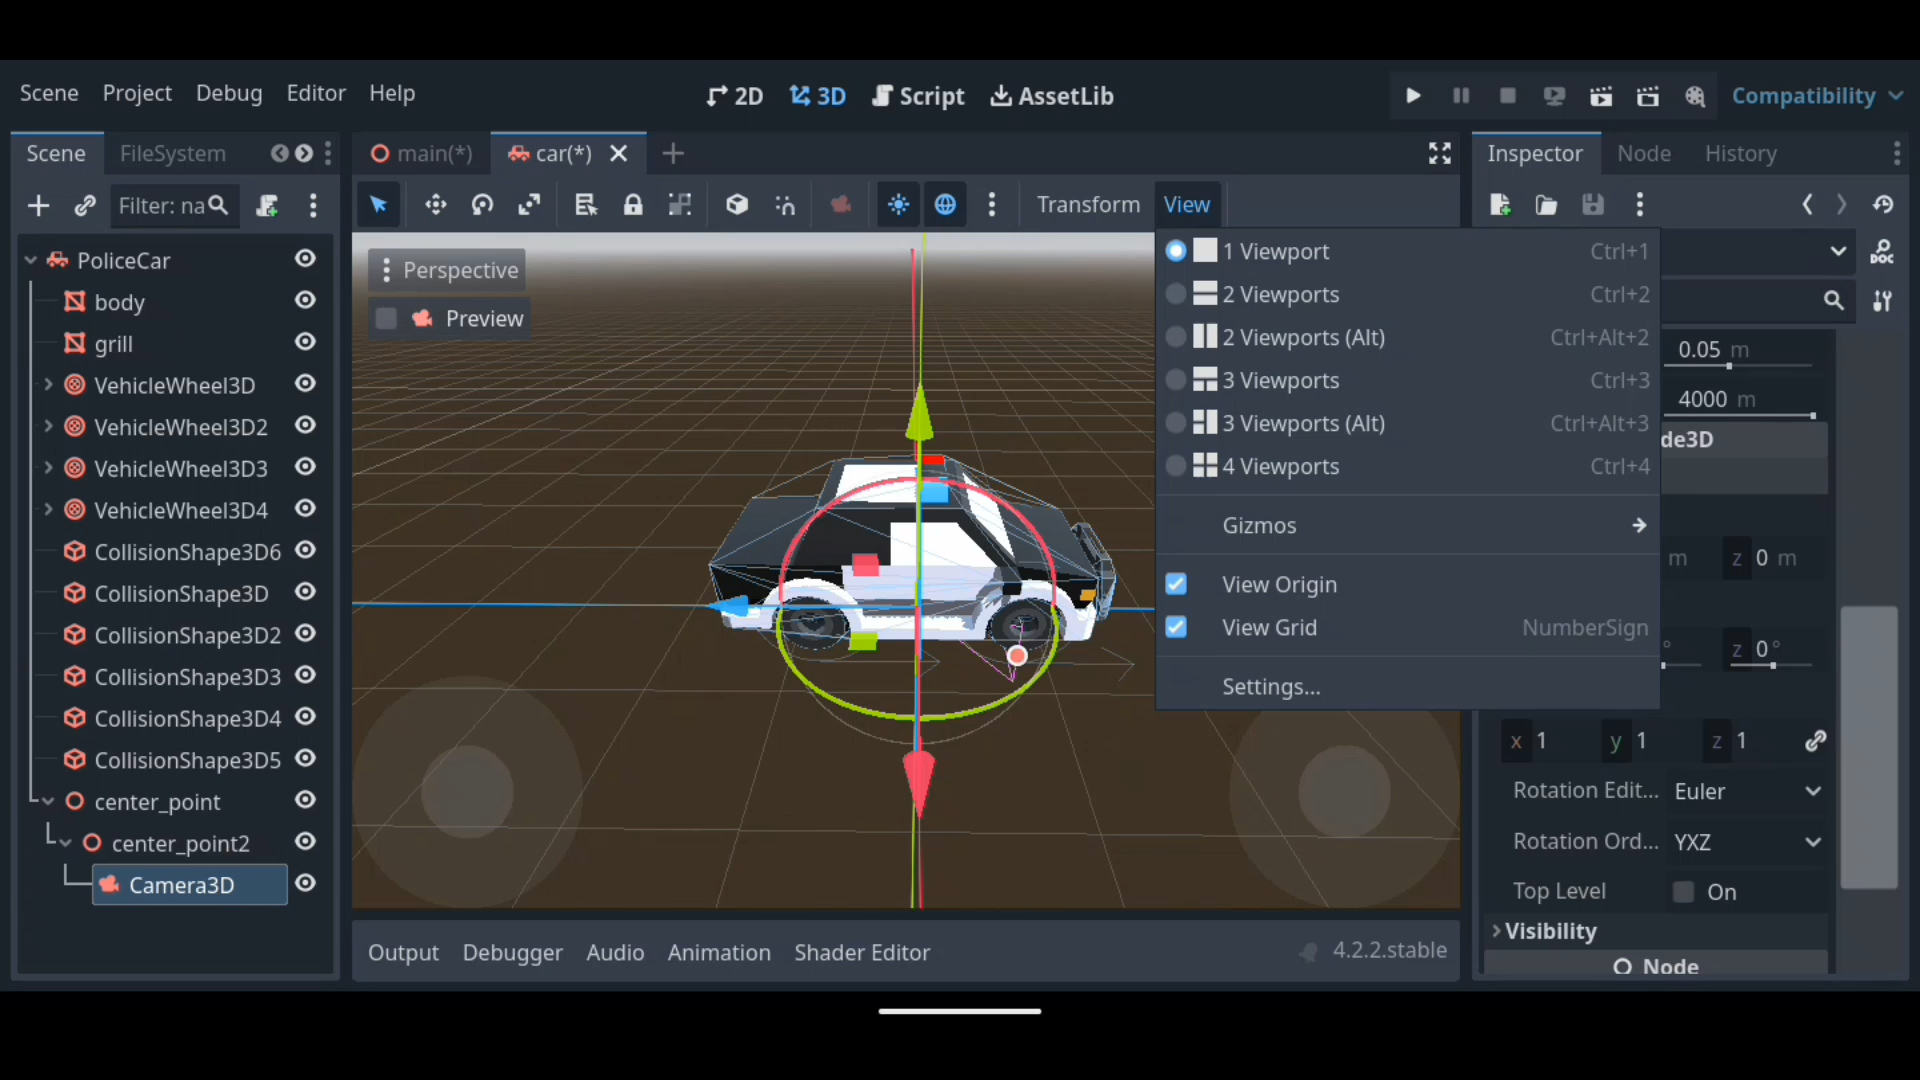 Scene Project Debug Editor Help
2D 3D Script AssetLib
Compatibility
Scene FileSystem
Filter: na
PoliceCar
body
grill
VehicleWheel3D
VehicleWheel3D2
VehicleWheel3D3
VehicleWheel3D4
CollisionShape3D6
CollisionShape3D
CollisionShape3D2
CollisionShape3D3
CollisionShape3D4
CollisionShape3D5
center_point
center_point2
Camera3D
main(*) car(*)
Transform View
Perspective
Preview
1 Viewport Ctrl+1
2 Viewports Ctrl+2
2 Viewports (Alt) Ctrl+Alt+2
3 Viewports Ctrl+3
3 Viewports (Alt) Ctrl+Alt+3
4 Viewports Ctrl+4
Gizmos
View Origin
View Grid NumberSign
Settings...
Output Debugger Audio Animation Shader Editor 4.2.2.stable
Inspector Node History
DOC
0.05 m
4000 m
de3D
m z 0 m
z 0 °
x 1 y 1 z 1
Rotation Edit... Euler
Rotation Ord... YXZ
Top Level On
Visibility
Node